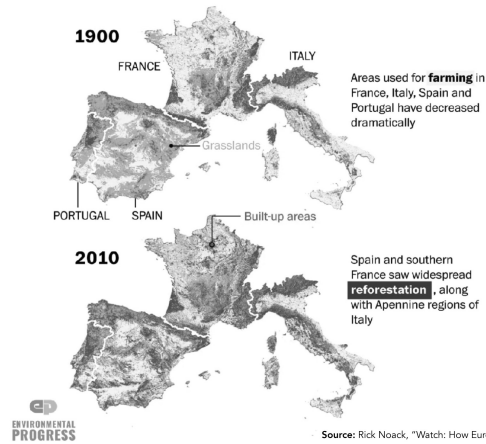 1900
FRANCE
ITALY
Areas used for farming in
France, Italy, Spain and
Portugal have decreased
dramatically
Grasslands
PORTUGAL
SPAIN
Built-up areas
2010
Spain and southern
France saw widespread
reforestation , along
with Apennine regions of
Italy
ep
ENVIRONMENTAL
PROGRESS
Source: Rick Noack, “Watch: How Eur